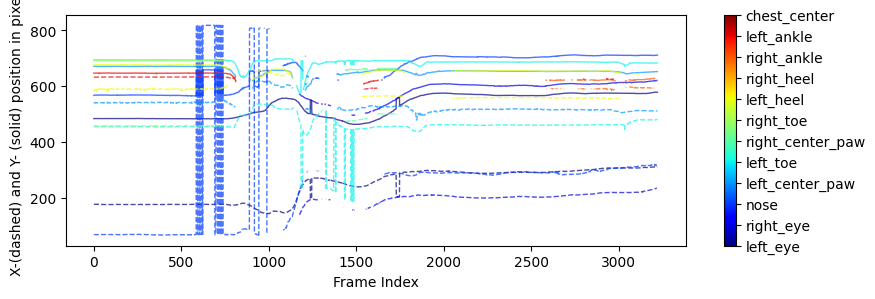 X-(dashed) and Y- (solid) position in pixe
800
600
400
200
0
500
1000
1500
2000
2500
3000
Frame Index
chest_center
left_ankle
right_ankle
right_heel
left_heel
right_toe
right_center_paw
left_toe
left_center_paw
nose
right_eye
left_eye